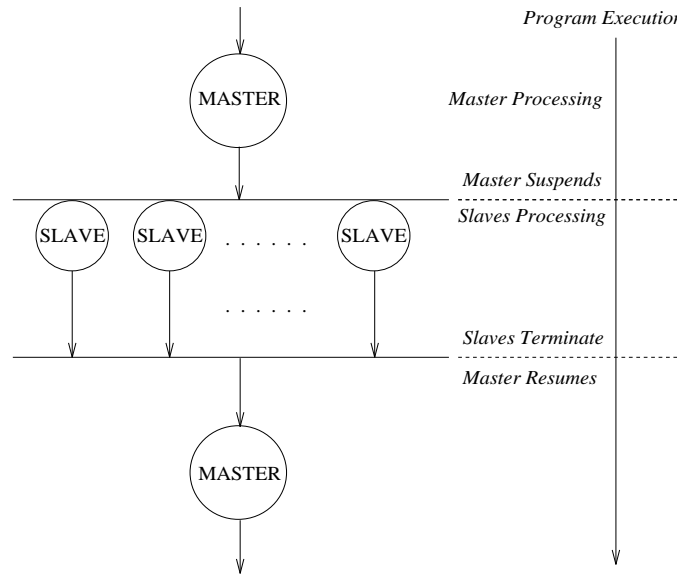 Program Execution
MASTER
Master Processing
Master Suspends
Slaves Processing
SLAVE SLAVE . . . . . . SLAVE
. . . . . .
Slaves Terminate
Master Resumes
MASTER